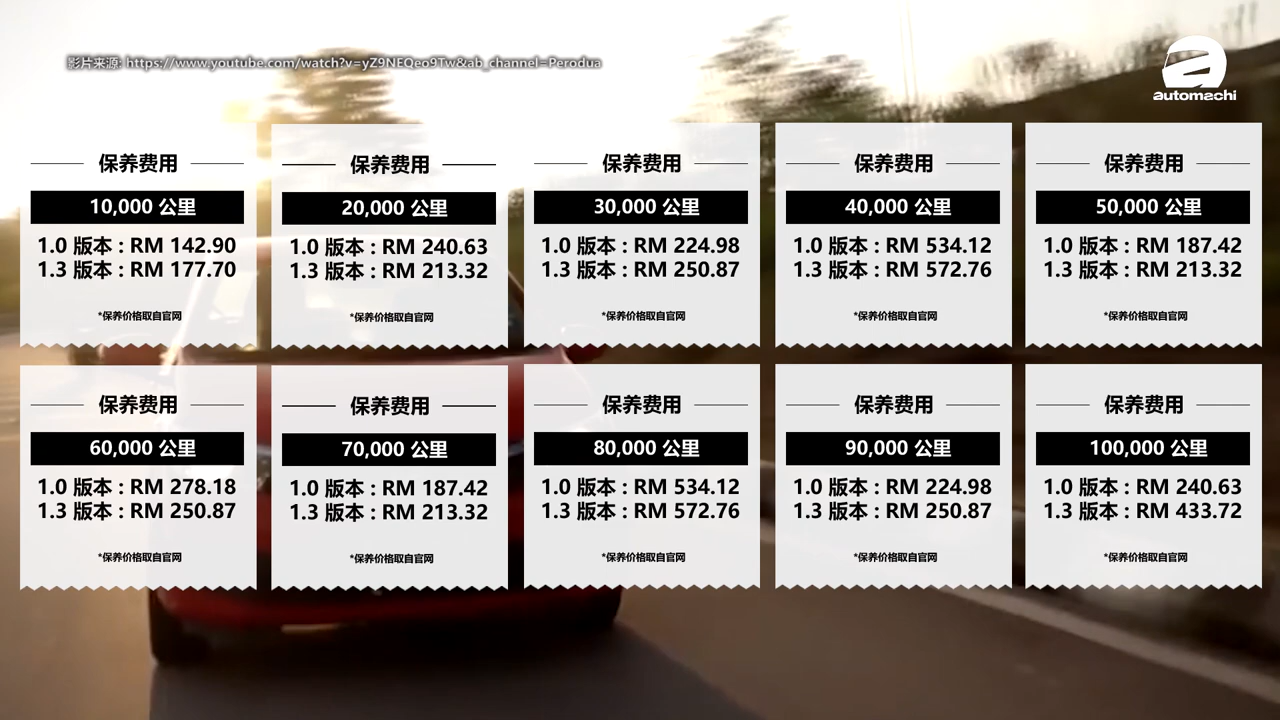 影片来源: https://www.youtube.com/watch?v=yZ9NEQeo9Tw&ab_channel=Perodua
automachi
保养费用
10,000 公里
1.0 版本 : RM 142.90
1.3 版本 : RM 177.70
*保养价格取自官网
保养费用
20,000 公里
1.0 版本 : RM 240.63
1.3 版本 : RM 213.32
*保养价格取自官网
保养费用
30,000 公里
1.0 版本 : RM 224.98
1.3 版本 : RM 250.87
*保养价格取自官网
保养费用
40,000 公里
1.0 版本 : RM 534.12
1.3 版本 : RM 572.76
*保养价格取自官网
保养费用
50,000 公里
1.0 版本 : RM 187.42
1.3 版本 : RM 213.32
*保养价格取自官网
保养费用
60,000 公里
1.0 版本 : RM 278.18
1.3 版本 : RM 250.87
*保养价格取自官网
保养费用
70,000 公里
1.0 版本 : RM 187.42
1.3 版本 : RM 213.32
*保养价格取自官网
保养费用
80,000 公里
1.0 版本 : RM 534.12
1.3 版本 : RM 572.76
*保养价格取自官网
保养费用
90,000 公里
1.0 版本 : RM 224.98
1.3 版本 : RM 250.87
*保养价格取自官网
保养费用
100,000 公里
1.0 版本 : RM 240.63
1.3 版本 : RM 433.72
*保养价格取自官网